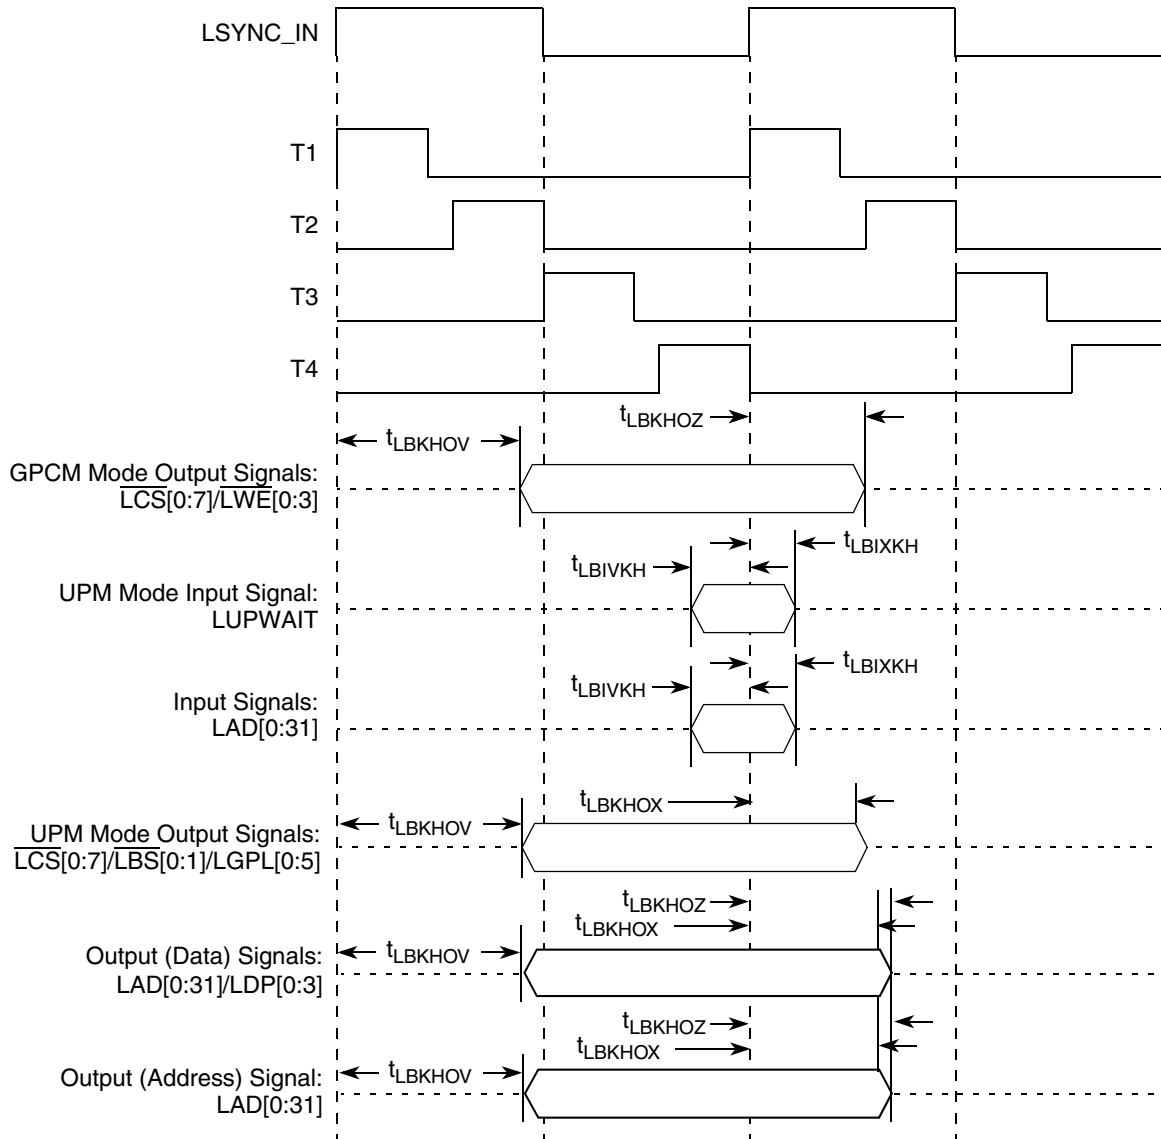 LSYNC_IN
T1
T2
T3
T4
tLBKHOZ
tLBKHOV
GPCM Mode Output Signals:
LCS[0:7]/LWE[0:3]
tLBIXKH
tLBIVKH
UPM Mode Input Signal:
LUPWAIT
tLBIXKH
tLBIVKH
Input Signals:
LAD[0:31]
tLBKHOX
tLBKHOV
UPM Mode Output Signals:
LCS[0:7]/LBS[0:1]/LGPL[0:5]
tLBKHOZ
tLBKHOX
tLBKHOV
Output (Data) Signals:
LAD[0:31]/LDP[0:3]
tLBKHOZ
tLBKHOX
tLBKHOV
Output (Address) Signal:
LAD[0:31]